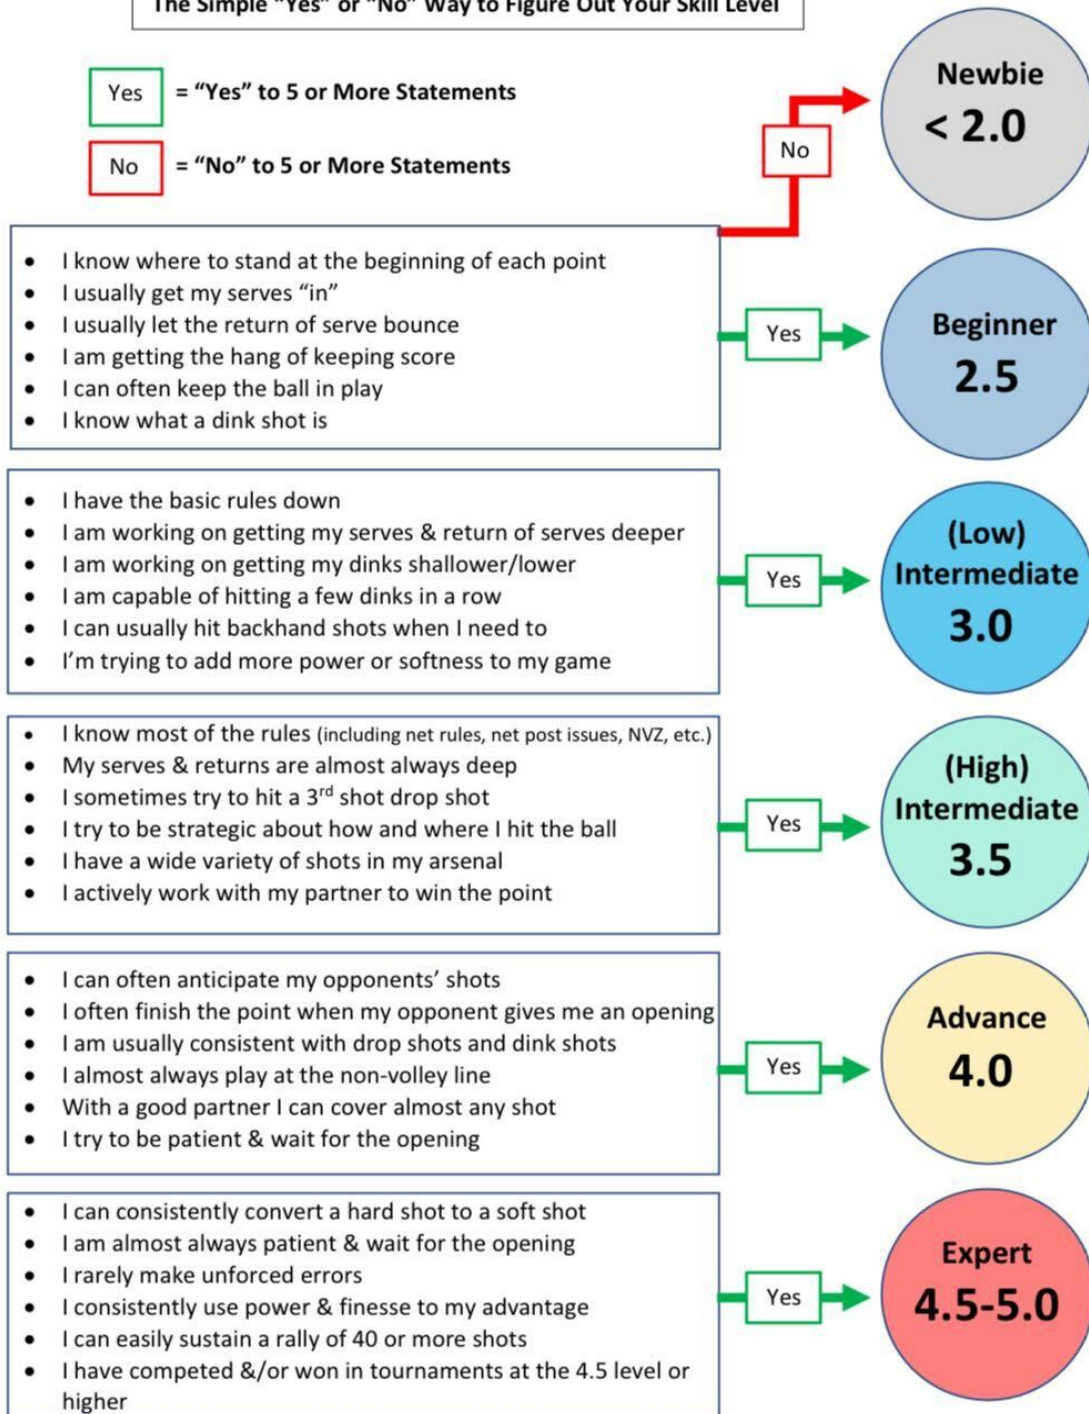 The Simple "Yes" or "No" Way to Figure Out Your Skill Level
Yes = “Yes” to 5 or More Statements
No = “No” to 5 or More Statements
No
Newbie
< 2.0
• I know where to stand at the beginning of each point
• I usually get my serves “in”
• I usually let the return of serve bounce
• I am getting the hang of keeping score
• I can often keep the ball in play
• I know what a dink shot is
Yes
Beginner
2.5
• I have the basic rules down
• I am working on getting my serves & return of serves deeper
• I am working on getting my dinks shallower/lower
• I am capable of hitting a few dinks in a row
• I can usually hit backhand shots when I need to
• I’m trying to add more power or softness to my game
Yes
(Low)
Intermediate
3.0
• I know most of the rules (including net rules, net post issues, NVZ, etc.)
• My serves & returns are almost always deep
• I sometimes try to hit a 3rd shot drop shot
• I try to be strategic about how and where I hit the ball
• I have a wide variety of shots in my arsenal
• I actively work with my partner to win the point
Yes
(High)
Intermediate
3.5
• I can often anticipate my opponents’ shots
• I often finish the point when my opponent gives me an opening
• I am usually consistent with drop shots and dink shots
• I almost always play at the non-volley line
• With a good partner I can cover almost any shot
• I try to be patient & wait for the opening
Yes
Advance
4.0
• I can consistently convert a hard shot to a soft shot
• I am almost always patient & wait for the opening
• I rarely make unforced errors
• I consistently use power & finesse to my advantage
• I can easily sustain a rally of 40 or more shots
• I have competed &/or won in tournaments at the 4.5 level or
higher
Yes
Expert
4.5-5.0